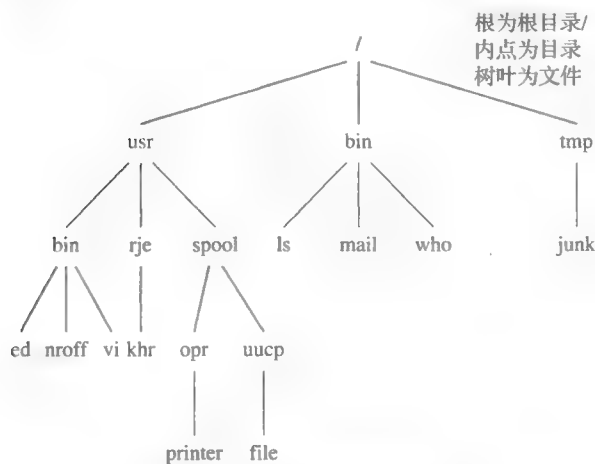 根为根目录/
内点为目录
树叶为文件
/
usr bin tmp
bin rje spool ls mail who junk
ed nroff vi khr opr uucp
printer file